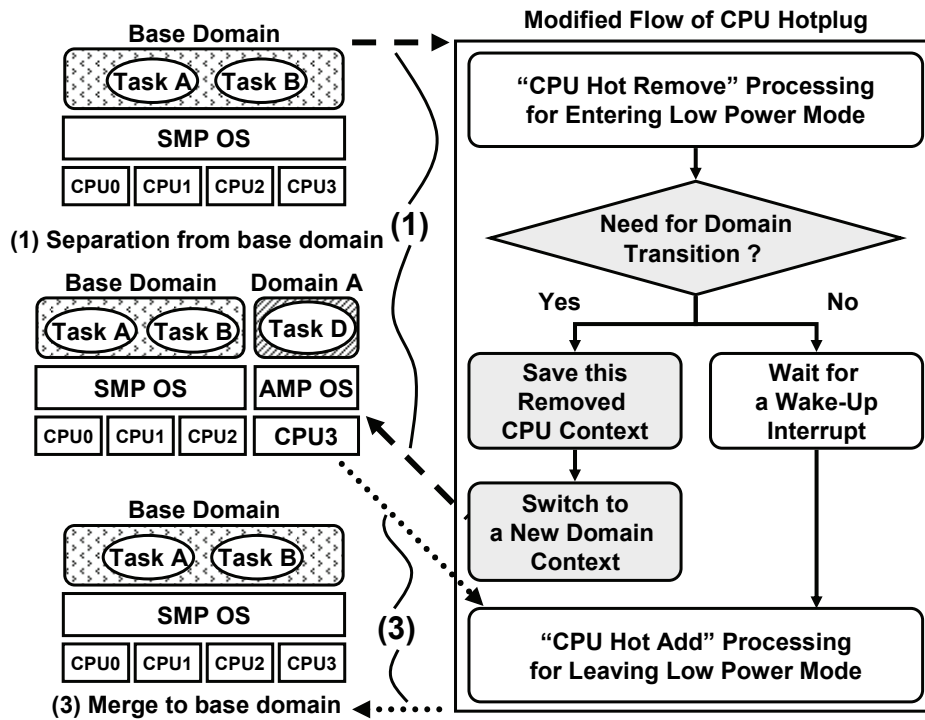 Base Domain
Task A Task B
SMP OS
CPU0 CPU1 CPU2 CPU3
(1) Separation from base domain
(1)
Base Domain Domain A
Task A Task B Task D
SMP OS AMP OS
CPU0 CPU1 CPU2 CPU3
Base Domain
Task A Task B
SMP OS
CPU0 CPU1 CPU2 CPU3
(3) Merge to base domain
(3)
Modified Flow of CPU Hotplug
“CPU Hot Remove” Processing
for Entering Low Power Mode
Need for Domain
Transition ?
Yes No
Save this
Removed
CPU Context
Wait for
a Wake-Up
Interrupt
Switch to
a New Domain
Context
“CPU Hot Add” Processing
for Leaving Low Power Mode